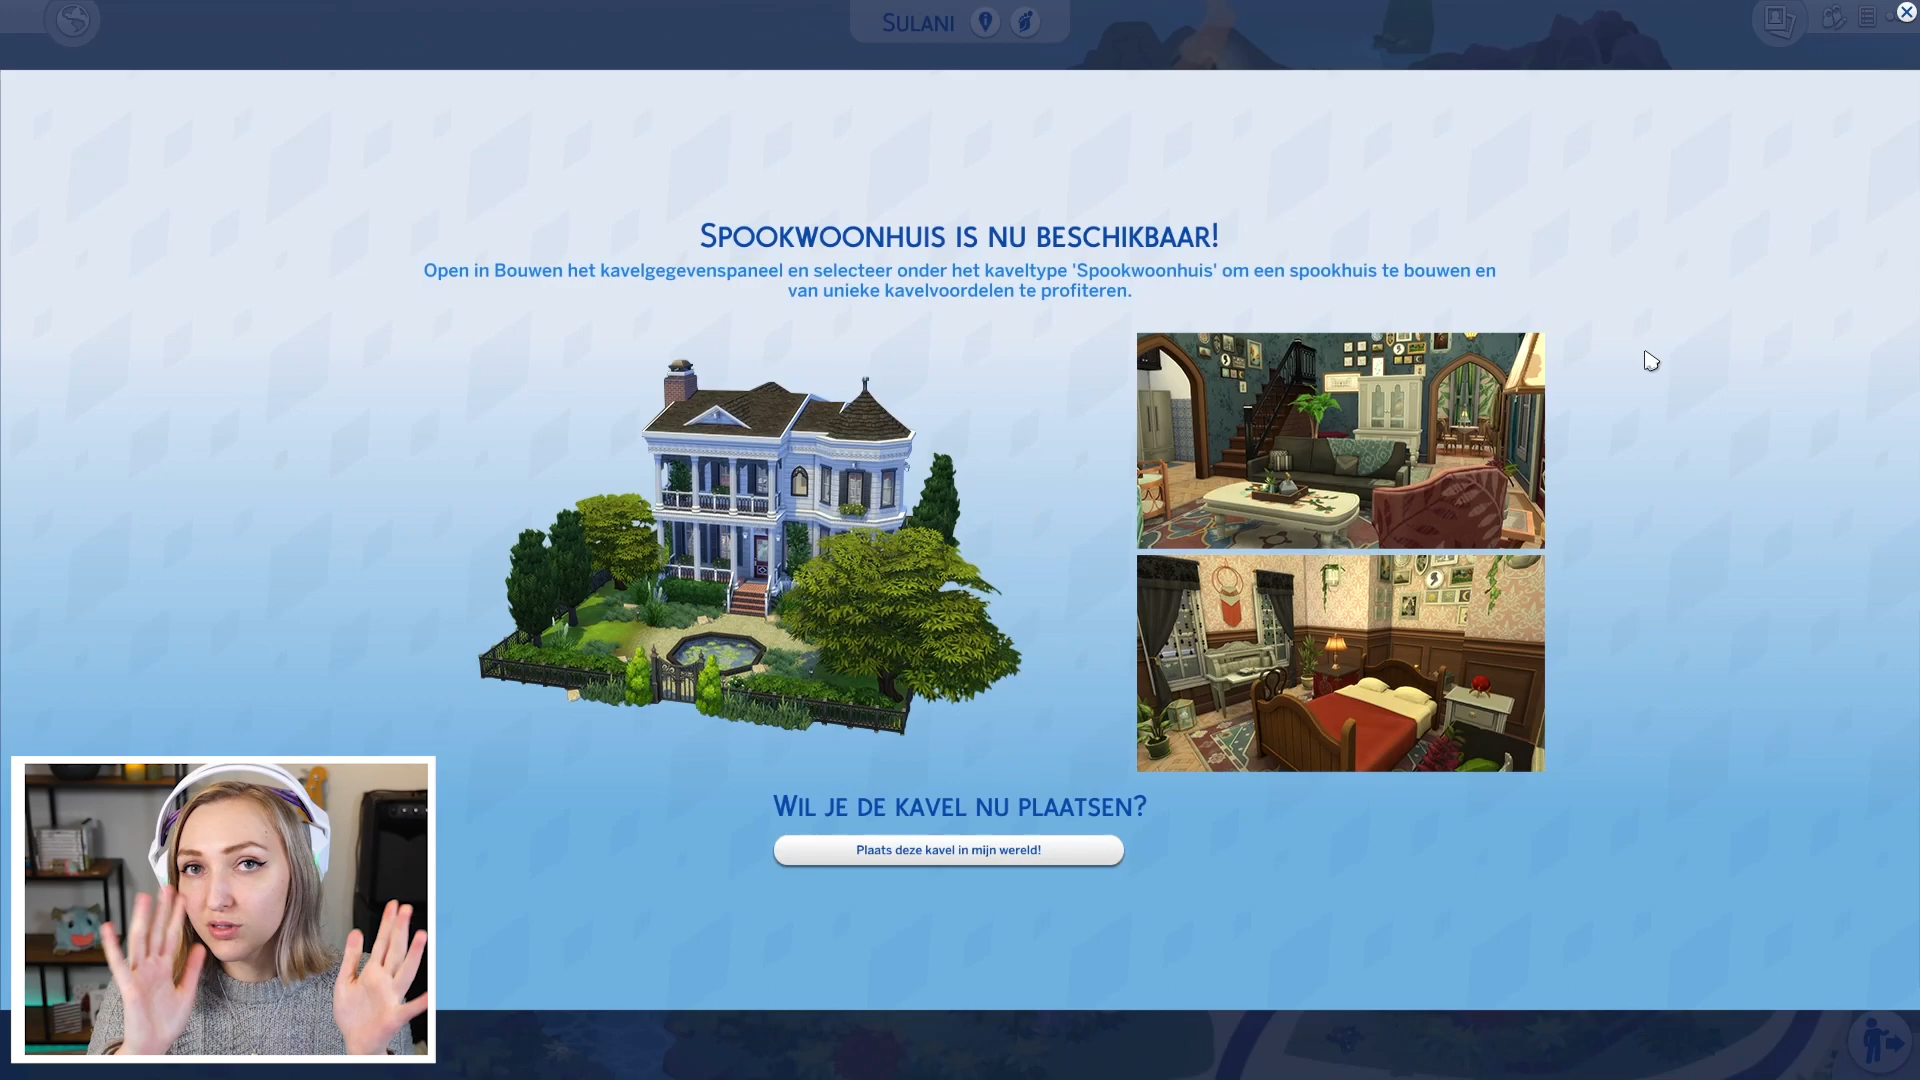 Sulani
Spookwoonhuis is nu beschikbaar!
Open in Bouwen het kavelgegevenspaneel en selecteer onder het kaveltype 'Spookwoonhuis' om een spookhuis te bouwen en
van unieke kavelvoordelen te profiteren.
Wil je de kavel nu plaatsen?
Plaats deze kavel in mijn wereld!